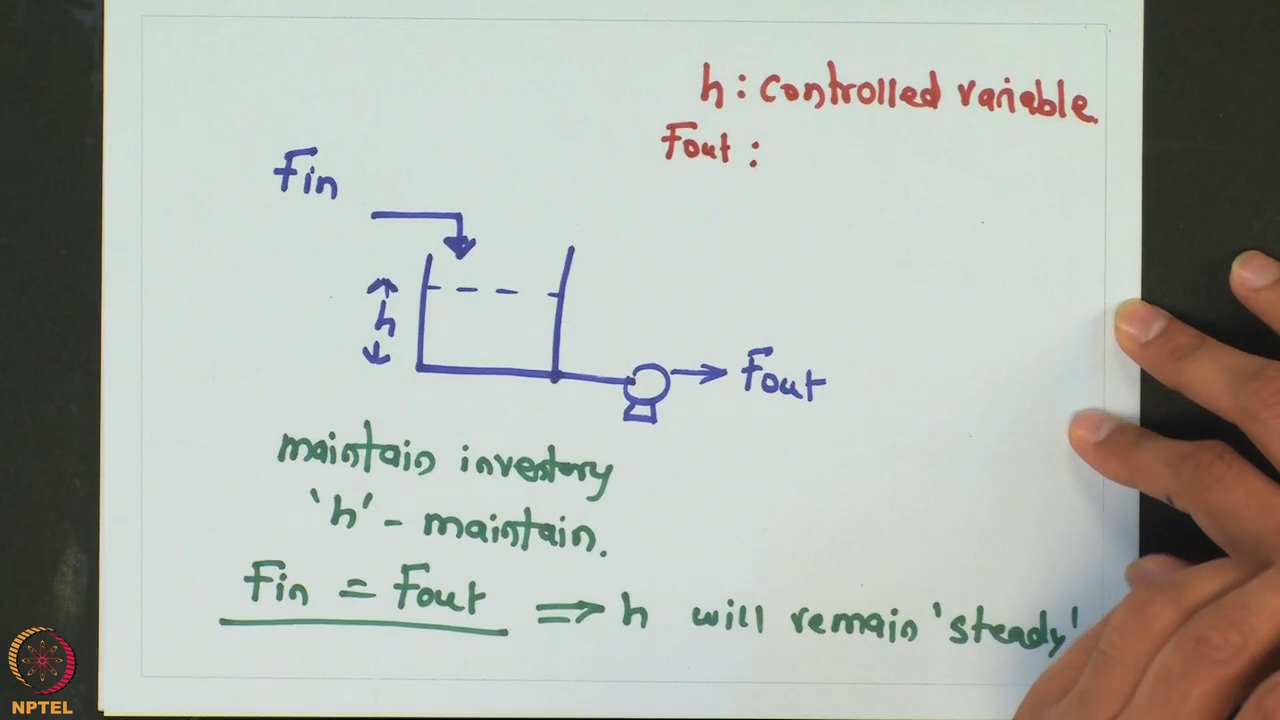 h : controlled variable.
Fout :
Fin
h
Fout
maintain inventory
'h' - maintain.
Fin = Fout ⇒ h will remain 'steady'
NPTEL